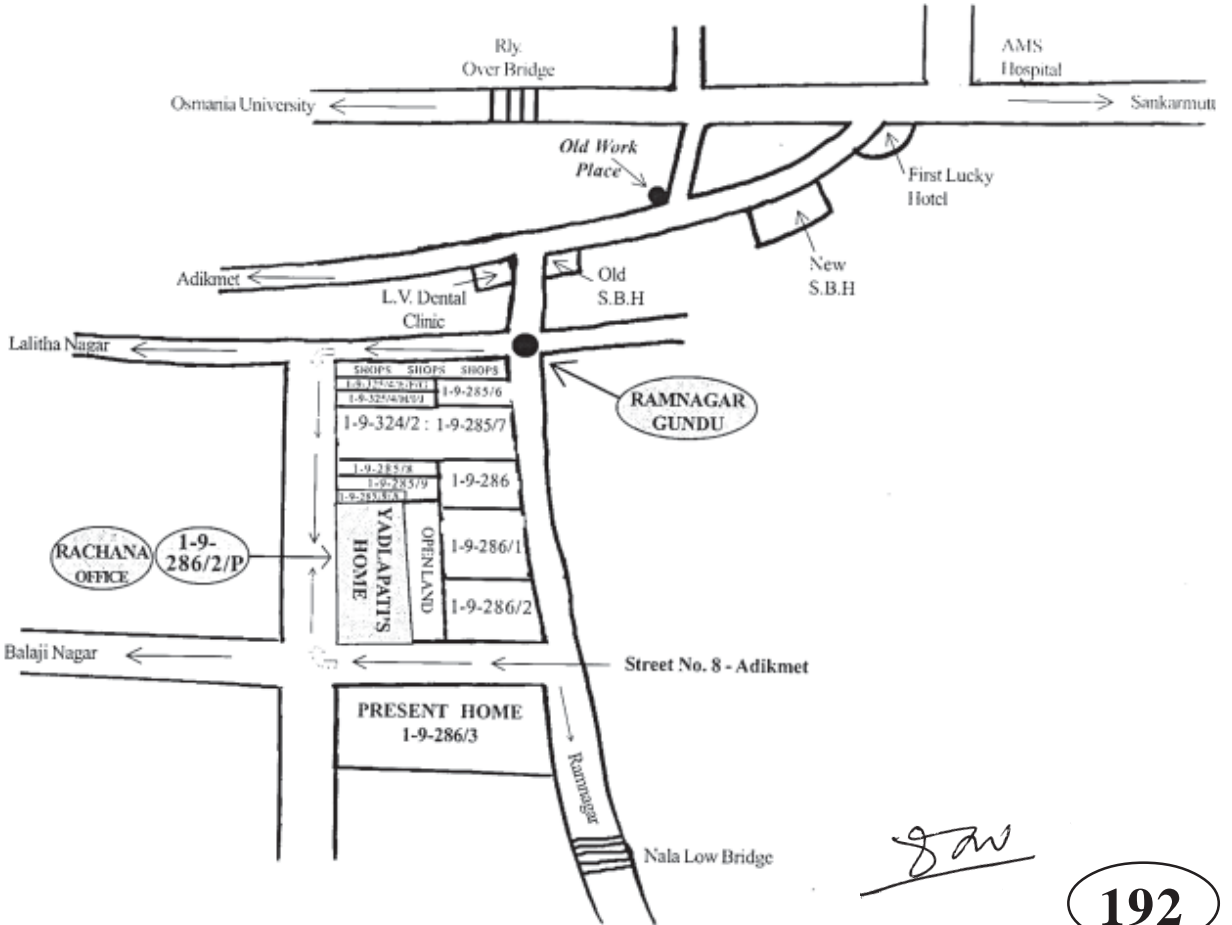 Rly.
Over Bridge
AMS
Hospital
Osmania University
Sankarmutt
Old Work
Place
First Lucky
Hotel
New
S.B.H
Adikmet
Old
S.B.H
L.V. Dental
Clinic
Lalitha Nagar
SHOPS SHOPS SHOPS
1-9-285/6
RAMNAGAR
GUNDU
1-9-324/2 : 1-9-285/7
1-9-285/8
1-9-285/9
1-9-286
YADLAPATI'S
HOME
OPEN LAND
1-9-286/1
1-9-286/2
RACHANA
OFFICE
1-9-
286/2/P
Balaji Nagar
Street No. 8 - Adikmet
PRESENT HOME
1-9-286/3
Ramnagar
Nala Low Bridge
192